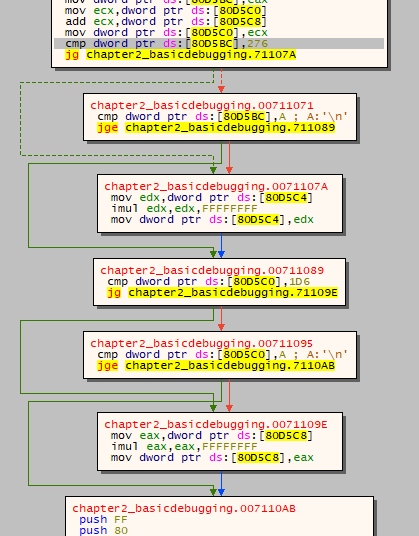 mov dword ptr ds:[80D5BC],eax
mov ecx,dword ptr ds:[80D5C0]
add ecx,dword ptr ds:[80D5C8]
mov dword ptr ds:[80D5C0],ecx
cmp dword ptr ds:[80D5BC],276
jg chapter2_basicdebugging.71107A
chapter2_basicdebugging.00711071
cmp dword ptr ds:[80D5BC],A ; A:'\n'
jge chapter2_basicdebugging.711089
chapter2_basicdebugging.0071107A
mov edx,dword ptr ds:[80D5C4]
imul edx,edx,FFFFFFFF
mov dword ptr ds:[80D5C4],edx
chapter2_basicdebugging.00711089
cmp dword ptr ds:[80D5C0],1D6
jg chapter2_basicdebugging.71109E
chapter2_basicdebugging.00711095
cmp dword ptr ds:[80D5C0],A ; A:'\n'
jge chapter2_basicdebugging.7110AB
chapter2_basicdebugging.0071109E
mov eax,dword ptr ds:[80D5C8]
imul eax,eax,FFFFFFFF
mov dword ptr ds:[80D5C8],eax
chapter2_basicdebugging.007110AB
push FF
push 80